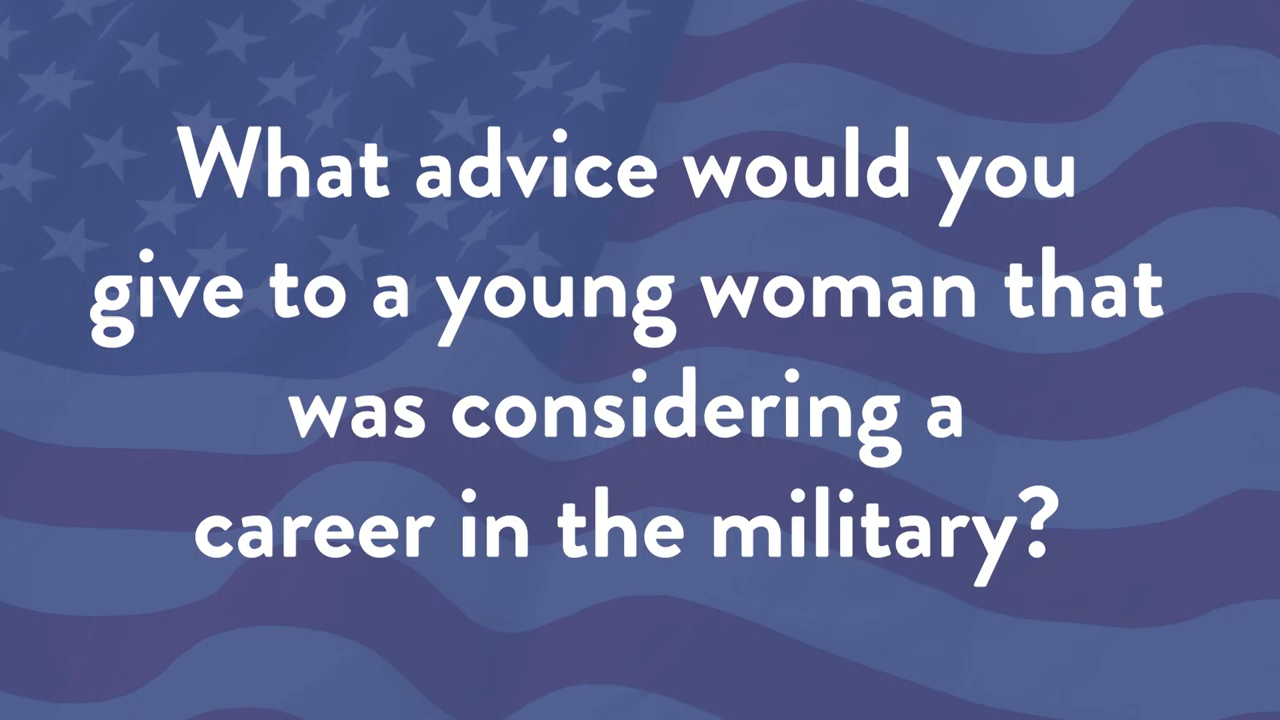 What advice would you
give to a young woman that
was considering a
career in the military?